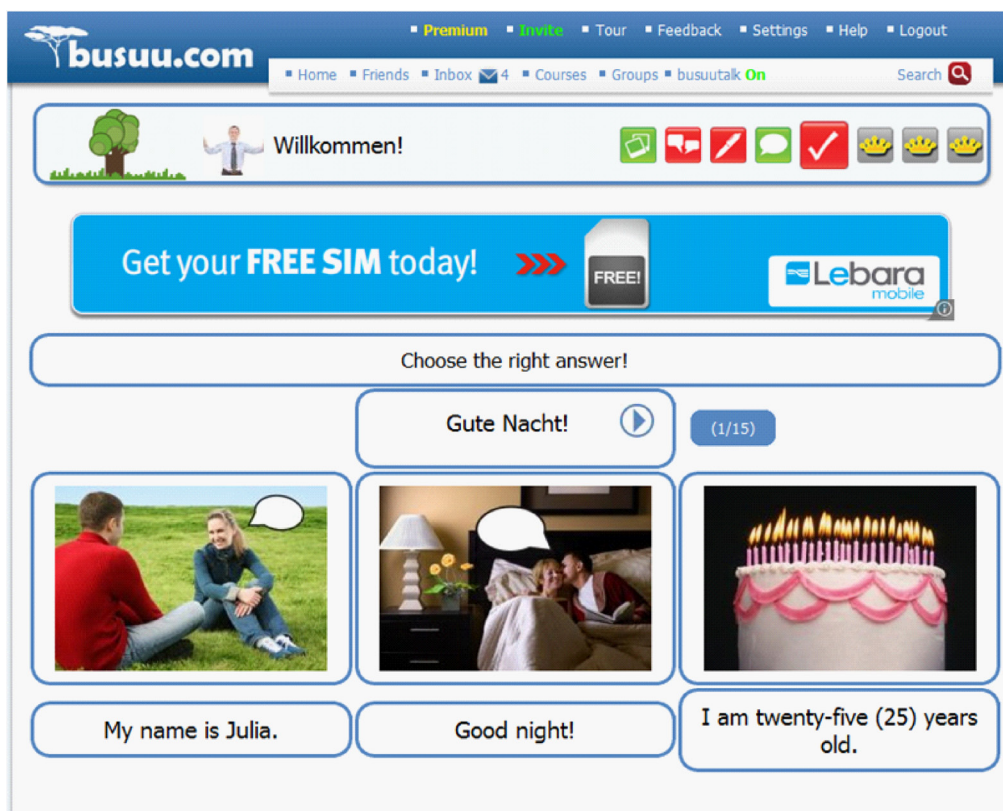 busuu.com
Premium Invite Tour Feedback Settings Help Logout
Home Friends Inbox 4 Courses Groups busuutalk On Search
Willkommen!
Get your FREE SIM today! FREE! Lebara mobile
Choose the right answer!
Gute Nacht! (1/15)
My name is Julia.
Good night!
I am twenty-five (25) years
old.